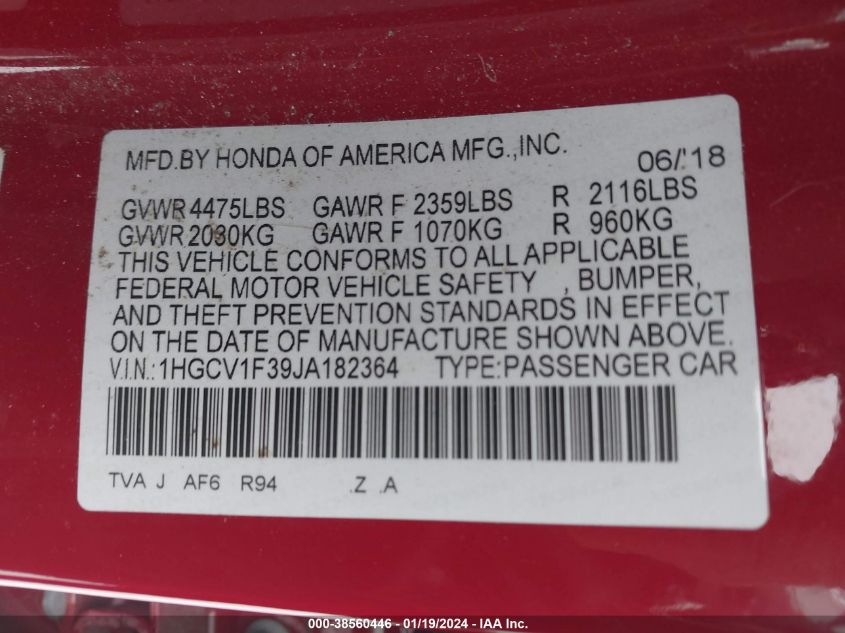 MFD.BY HONDA OF AMERICA MFG.,INC. 06/'18
GVWR 4475LBS GAWR F 2359LBS R 2116LBS
GVWR 2030KG GAWR F 1070KG R 960KG
THIS VEHICLE CONFORMS TO ALL APPLICABLE
FEDERAL MOTOR VEHICLE SAFETY , BUMPER,
AND THEFT PREVENTION STANDARDS IN EFFECT
ON THE DATE OF MANUFACTURE SHOWN ABOVE.
V.I.N.:1HGCV1F39JA182364 TYPE:PASSENGER CAR
TVA J AF6 R94 .Z .A
000-38560446 - 01/19/2024 - IAA Inc.